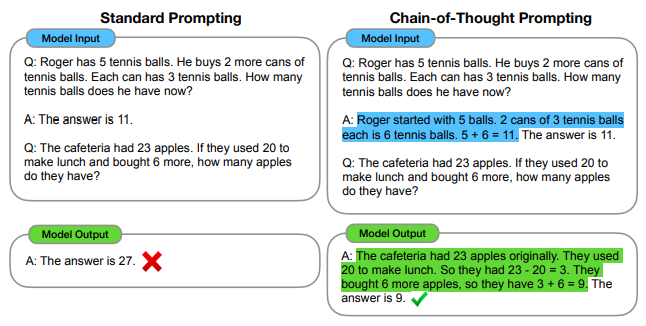 Standard Prompting
Model Input
Q: Roger has 5 tennis balls. He buys 2 more cans of
tennis balls. Each can has 3 tennis balls. How many
tennis balls does he have now?
A: The answer is 11.
Q: The cafeteria had 23 apples. If they used 20 to
make lunch and bought 6 more, how many apples
do they have?
Model Output
A: The answer is 27.
Chain-of-Thought Prompting
Model Input
Q: Roger has 5 tennis balls. He buys 2 more cans of
tennis balls. Each can has 3 tennis balls. How many
tennis balls does he have now?
A: Roger started with 5 balls. 2 cans of 3 tennis balls
each is 6 tennis balls. 5 + 6 = 11. The answer is 11.
Q: The cafeteria had 23 apples. If they used 20 to
make lunch and bought 6 more, how many apples
do they have?
Model Output
A: The cafeteria had 23 apples originally. They used
20 to make lunch. So they had 23 - 20 = 3. They
bought 6 more apples, so they have 3 + 6 = 9. The
answer is 9.